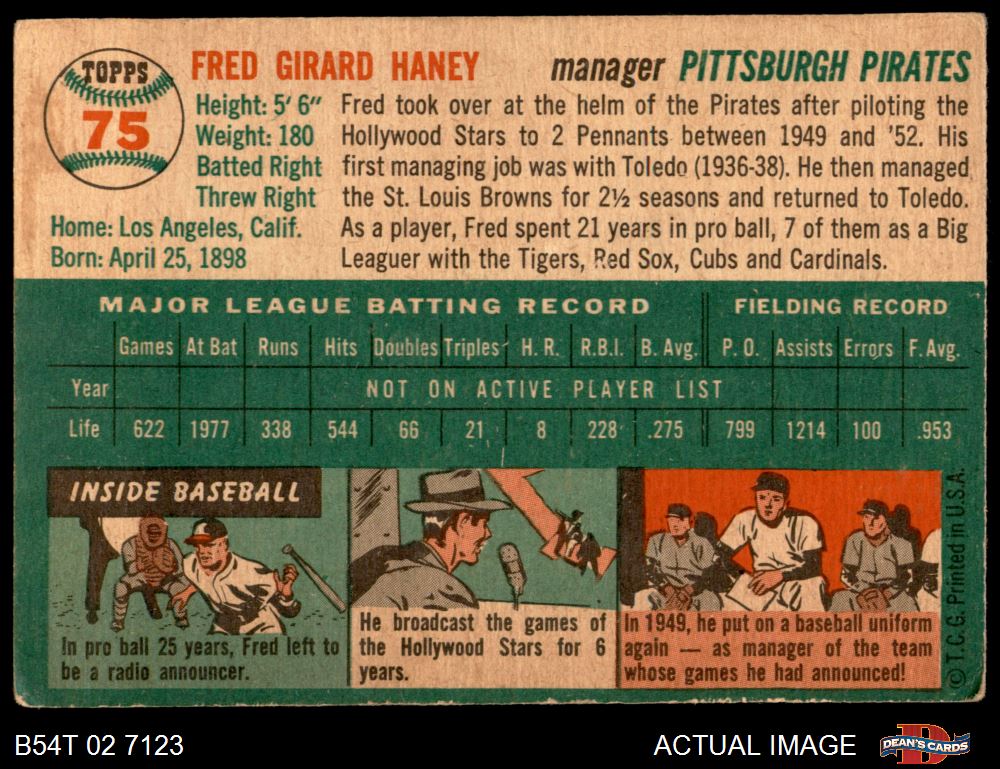 TOPPS
75
FRED GIRARD HANEY manager PITTSBURGH PIRATES
Height: 5' 6"
Weight: 180
Batted Right
Threw Right
Home: Los Angeles, Calif.
Born: April 25, 1898
Fred took over at the helm of the Pirates after piloting the
Hollywood Stars to 2 Pennants between 1949 and '52. His
first managing job was with Toledo (1936-38). He then managed
the St. Louis Browns for 2½ seasons and returned to Toledo.
As a player, Fred spent 21 years in pro ball, 7 of them as a Big
Leaguer with the Tigers, Red Sox, Cubs and Cardinals.
MAJOR LEAGUE BATTING RECORD FIELDING RECORD
Games At Bat Runs Hits Doubles Triples H. R. R.B.I. B. Avg. P. O. Assists Errors F. Avg.
Year NOT ON ACTIVE PLAYER LIST
Life 622 1977 338 544 66 21 8 228 .275 799 1214 100 .953
INSIDE BASEBALL
In pro ball 25 years, Fred left to
be a radio announcer.
He broadcast the games of
the Hollywood Stars for 6
years.
In 1949, he put on a baseball uniform
again — as manager of the team
whose games he had announced!
© T.C.G. Printed in U.S.A.
B54T 02 7123
ACTUAL IMAGE
DEAN'S CARDS